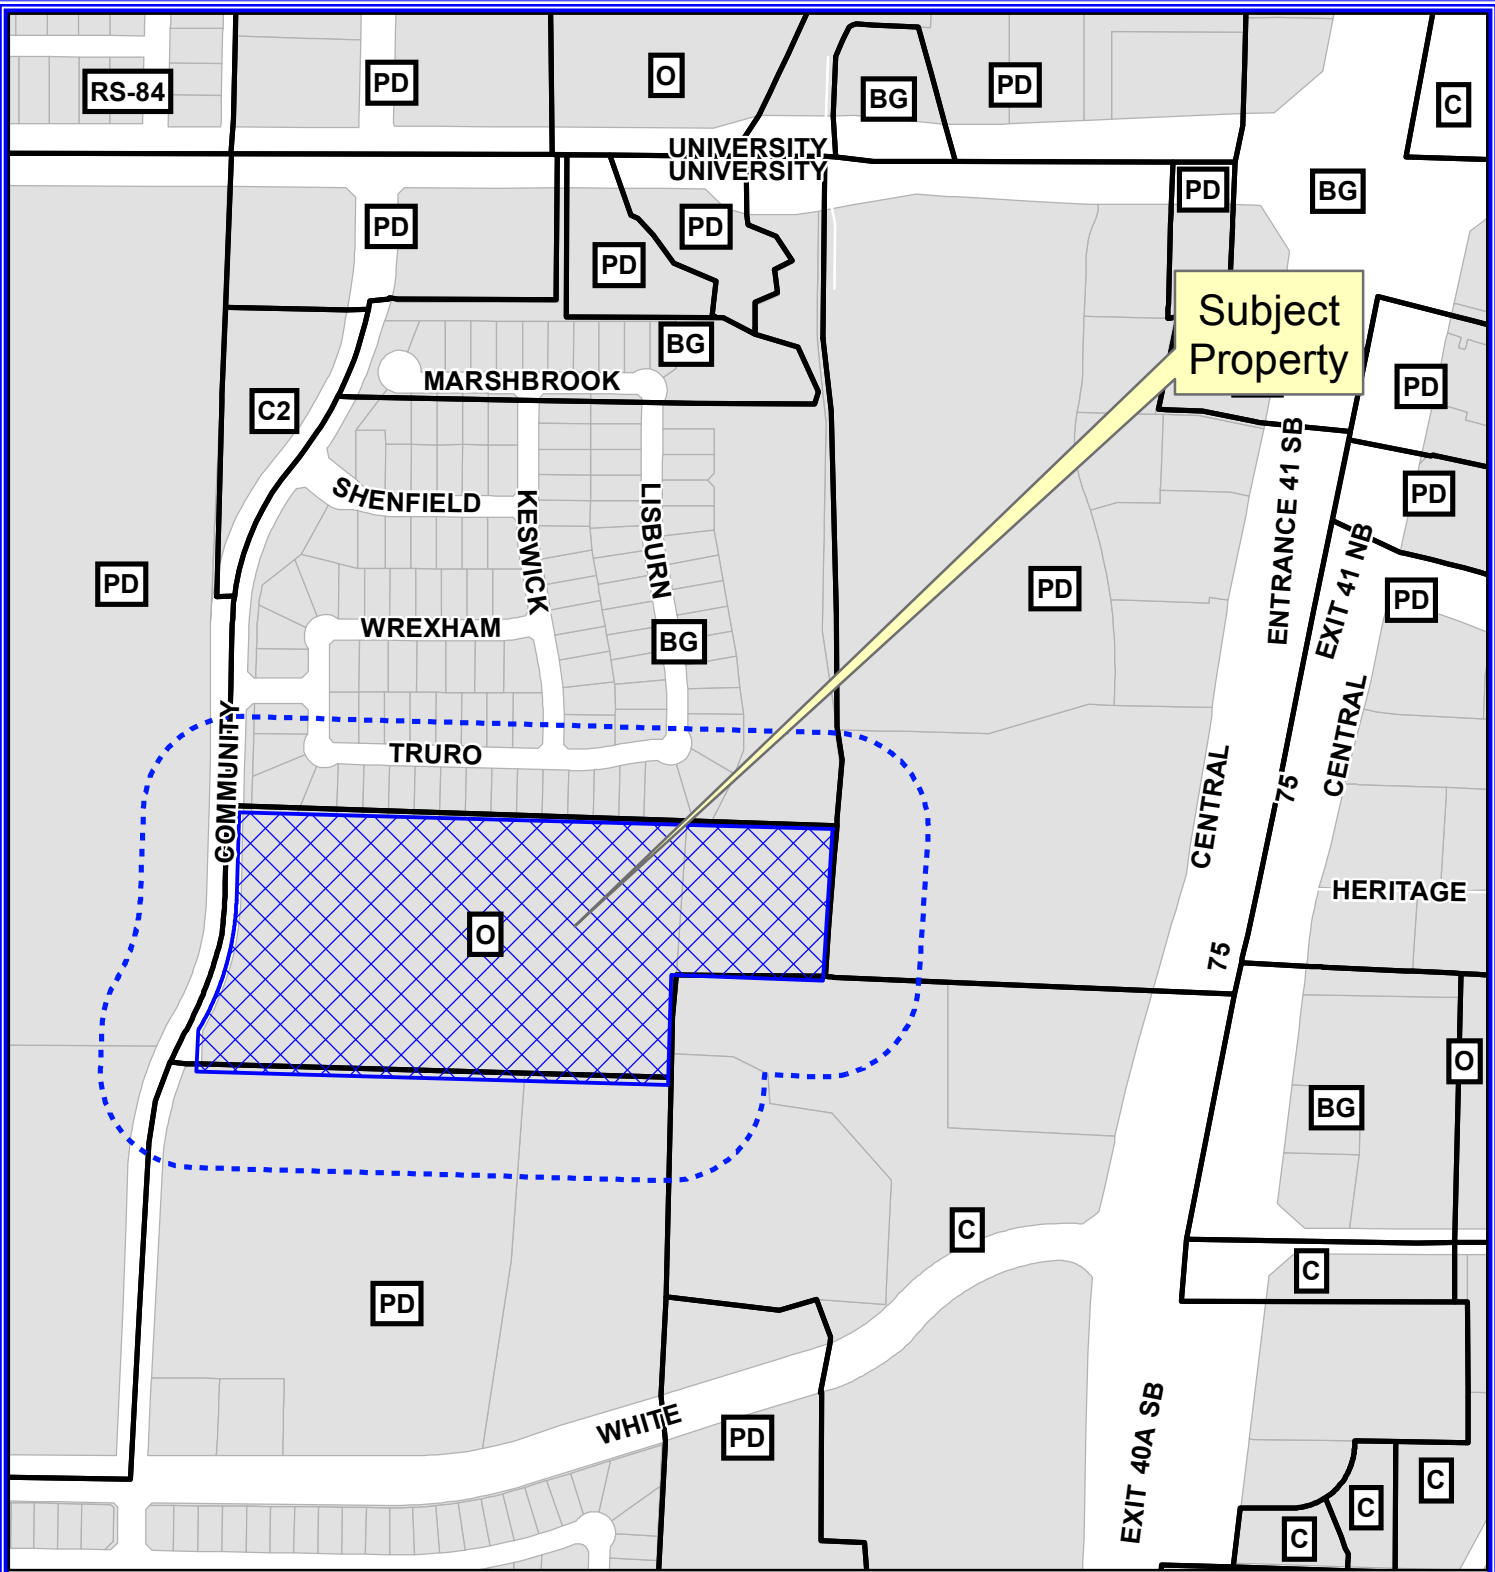 O
PD
RS-84
PD
BG
C
UNIVERSITY
UNIVERSITY
PD
BG
PD
PD
PD
Subject
Property
BG
MARSHBROOK
PD
C2
ENTRANCE 41 SB
SHENFIELD
KESWICK
LISBURN
PD
EXIT 41 NB
PD
PD
PD
WREXHAM
BG
COMMUNITY
TRURO
CENTRAL
75
CENTRAL
HERITAGE
O
75
O
BG
C
C
PD
WHITE
PD
EXIT 40A SB
C
C
C